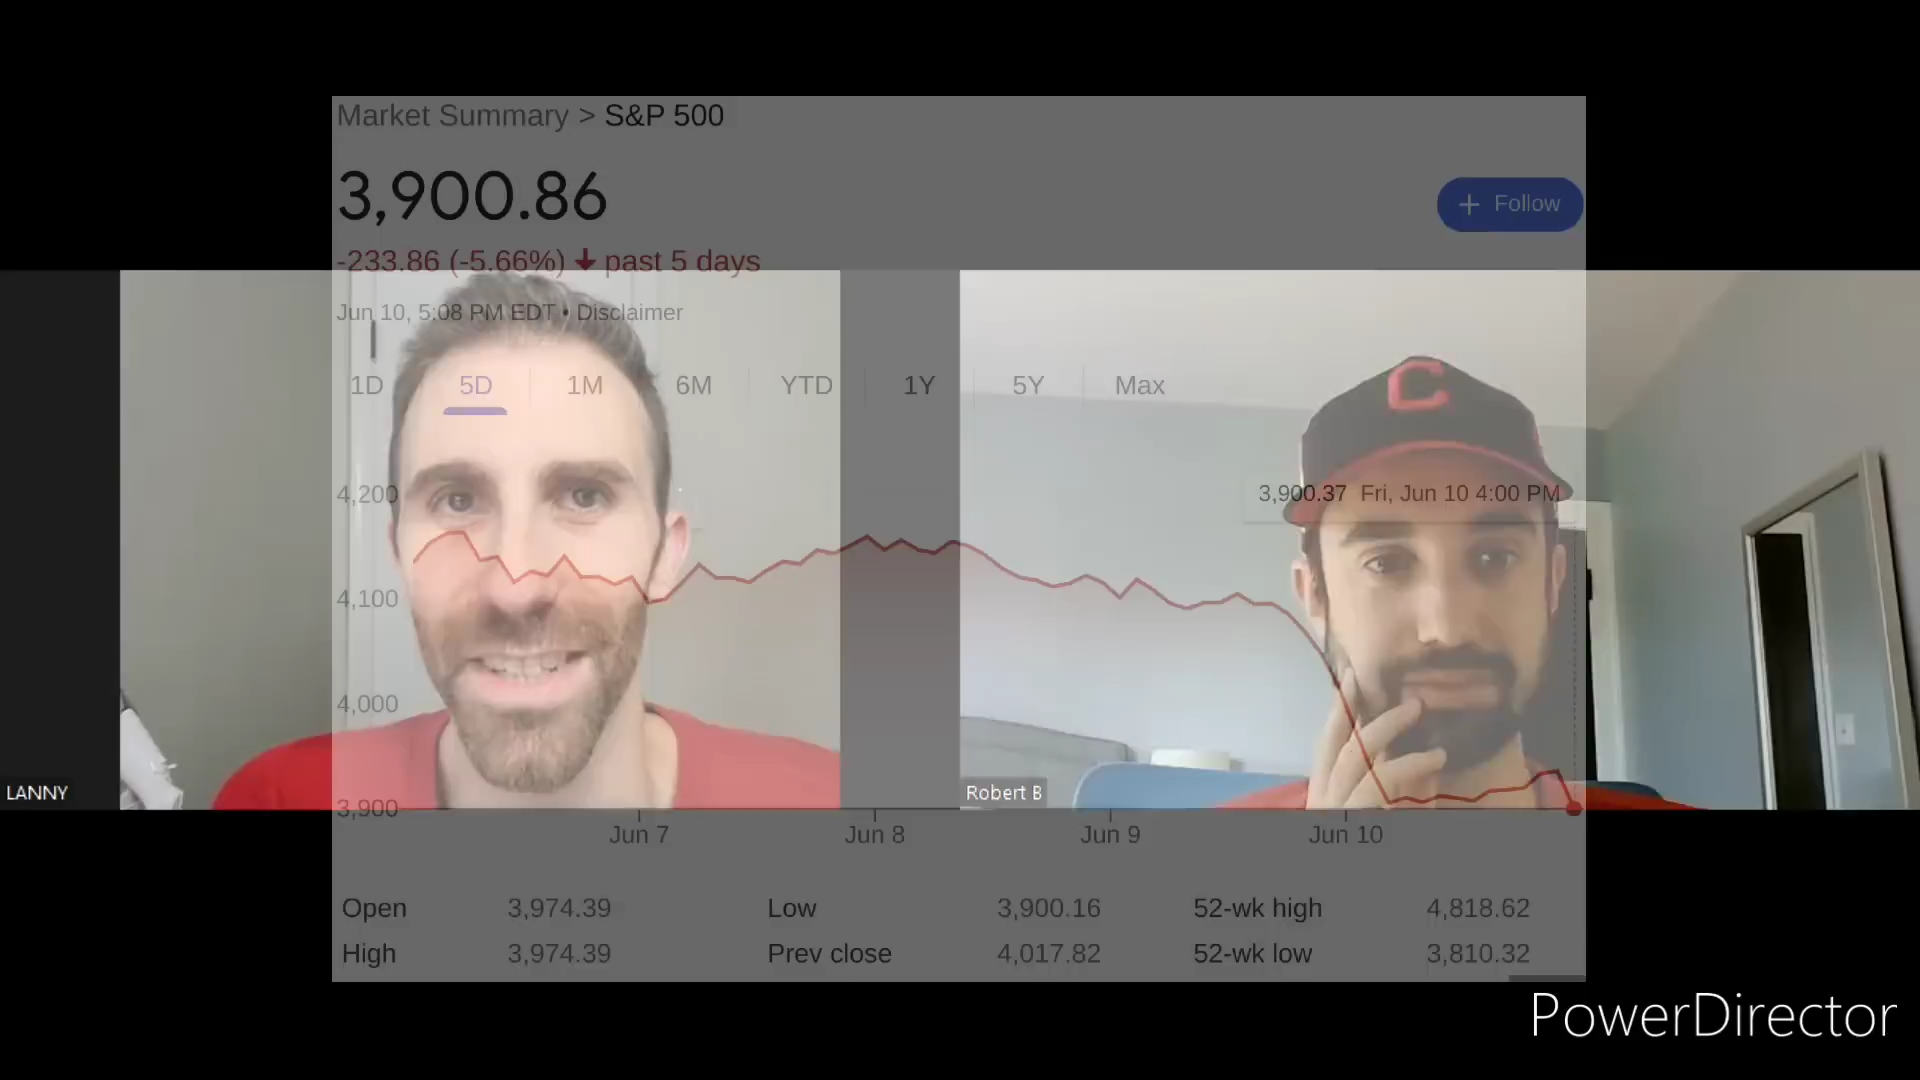 Market Summary > S&P 500
3,900.86
+ Follow
-233.86 (-5.66%) ↓ past 5 days
Jun 10, 5:08 PM EDT • Disclaimer
1D 5D 1M 6M YTD 1Y 5Y Max
C
4,200
3,900.37 Fri, Jun 10 4:00 PM
4,100
4,000
LANNY
Robert B
3,900
Jun 7 Jun 8 Jun 9 Jun 10
Open 3,974.39 Low 3,900.16 52-wk high 4,818.62
High 3,974.39 Prev close 4,017.82 52-wk low 3,810.32
PowerDirector